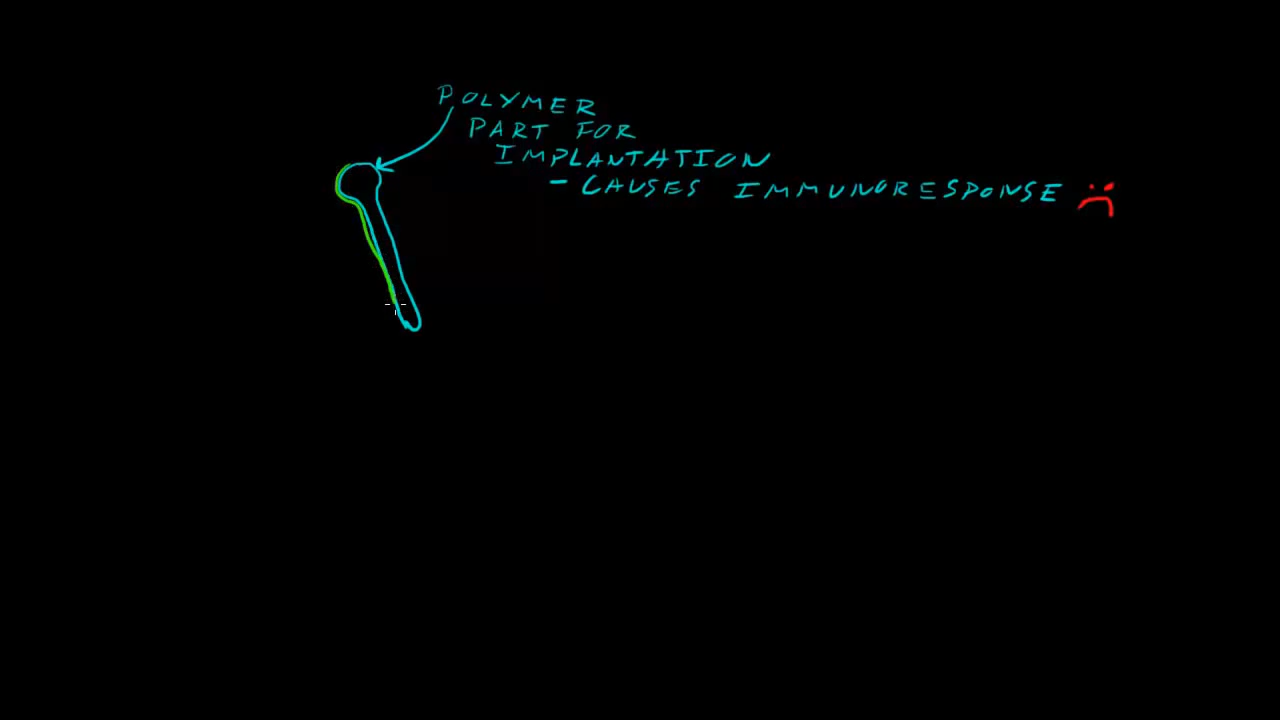 POLYMER
PART FOR
IMPLANTATION
- CAUSES IMMUNORESPONSE